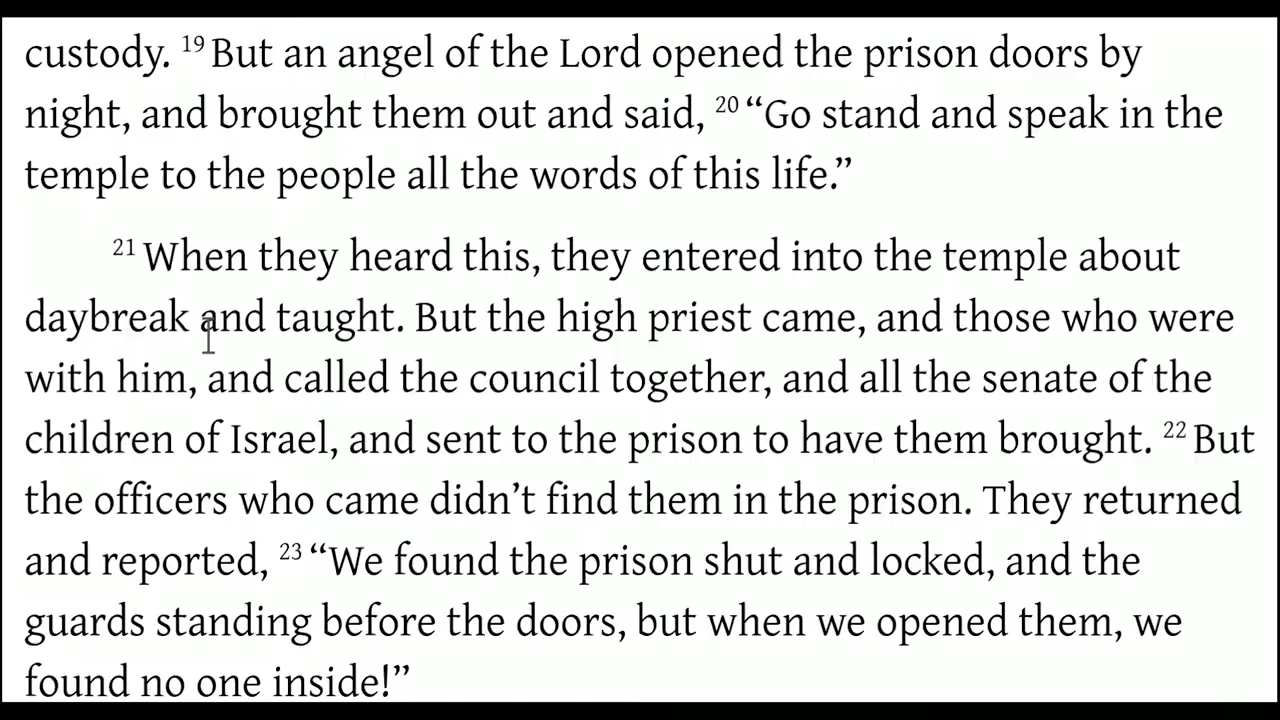 custody. 19 But an angel of the Lord opened the prison doors by
night, and brought them out and said, 20 “Go stand and speak in the
temple to the people all the words of this life.”
21 When they heard this, they entered into the temple about
daybreak and taught. But the high priest came, and those who were
with him, and called the council together, and all the senate of the
children of Israel, and sent to the prison to have them brought. 22 But
the officers who came didn’t find them in the prison. They returned
and reported, 23 “We found the prison shut and locked, and the
guards standing before the doors, but when we opened them, we
found no one inside!”